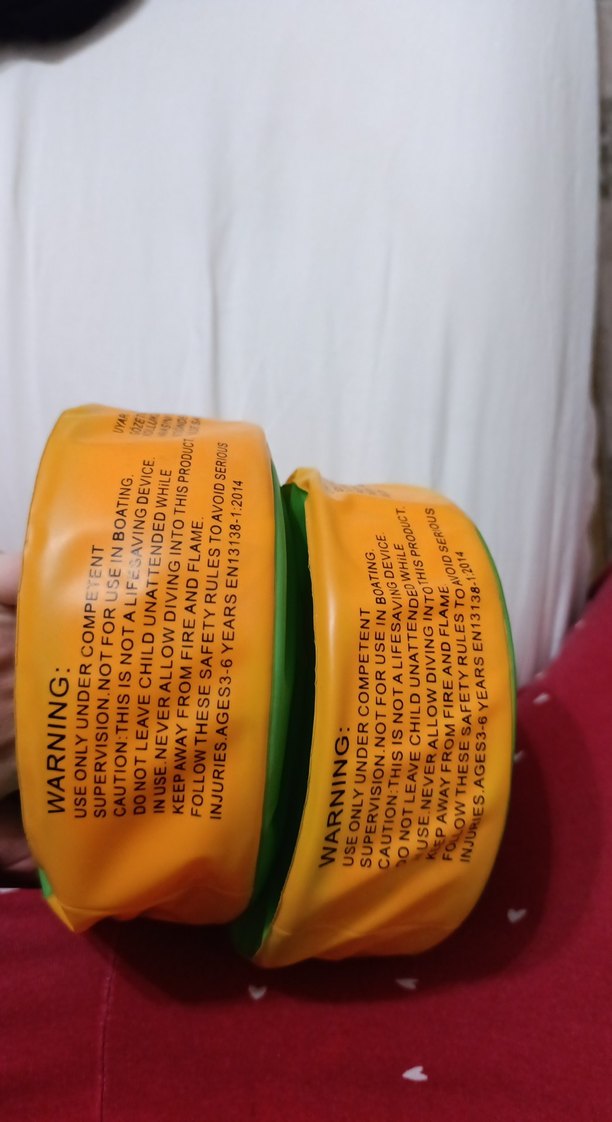 WARNING:
USE ONLY UNDER COMPETENT
SUPERVISION.NOT FOR USE IN BOATING.
CAUTION:THIS IS NOT A LIFESAVING DEVICE.
DO NOT LEAVE CHILD UNATTENDED WHILE
IN USE.NEVER ALLOW DIVING INTO THIS PRODUCT
KEEP AWAY FROM FIRE AND FLAME.
FOLLOW THESE SAFETY RULES TO AVOID SERIOUS
INJURIES.AGES3-6 YEARS EN13138-1:2014
UYAR
WARNING:
USE ONLY UNDER COMPETENT
SUPERVISION.NOT FOR USE IN BOATING.
CAUTION:THIS IS NOT A LIFESAVING DEVICE.
DO NOT LEAVE CHILD UNATTENDED WHILE
USE.NEVER ALLOW DIVING INTO THIS PRODUCT.
KEEP AWAY FROM FIRE AND FLAME
FOLLOW THESE SAFETY RULES TO AVOID SERIOUS
INJURIES.AGES3-6 YEARS EN13138-1:2014